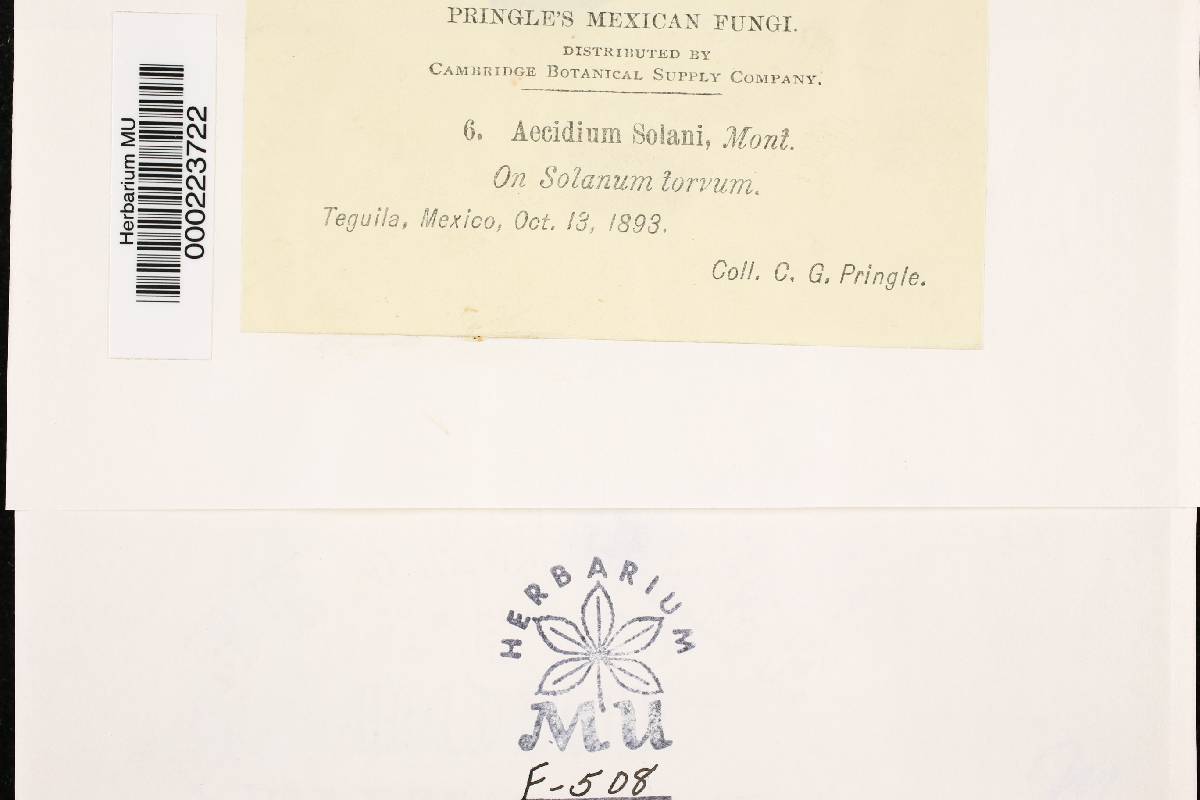 PRINGLE'S MEXICAN FUNGI.
DISTRIBUTED BY
CAMBRIDGE BOTANICAL SUPPLY COMPANY.
6. Aecidium Solani, Mont.
On Solanum torvum.
Teguila, Mexico, Oct. 13, 1893.
Coll. C. G. Pringle.
Herbarium MU
000223722
HERBARIUM
MU
F-508